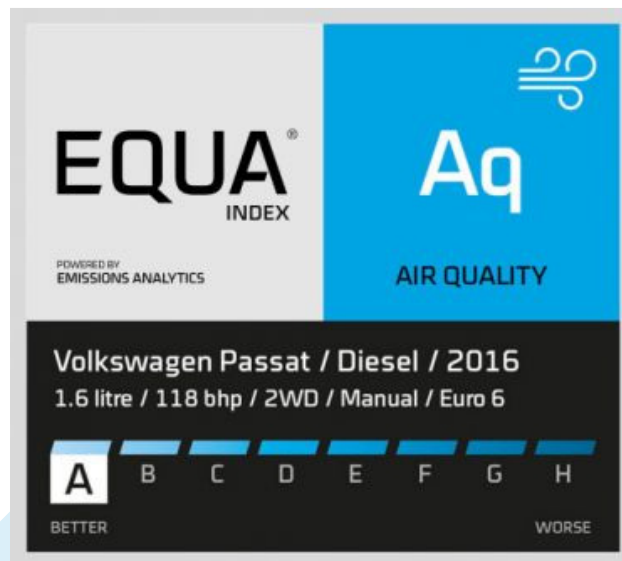 EQUA®
INDEX
POWERED BY
EMISSIONS ANALYTICS
Aq
AIR QUALITY
Volkswagen Passat / Diesel / 2016
1.6 litre / 118 bhp / 2WD / Manual / Euro 6
A B C D E F G H
BETTER WORSE